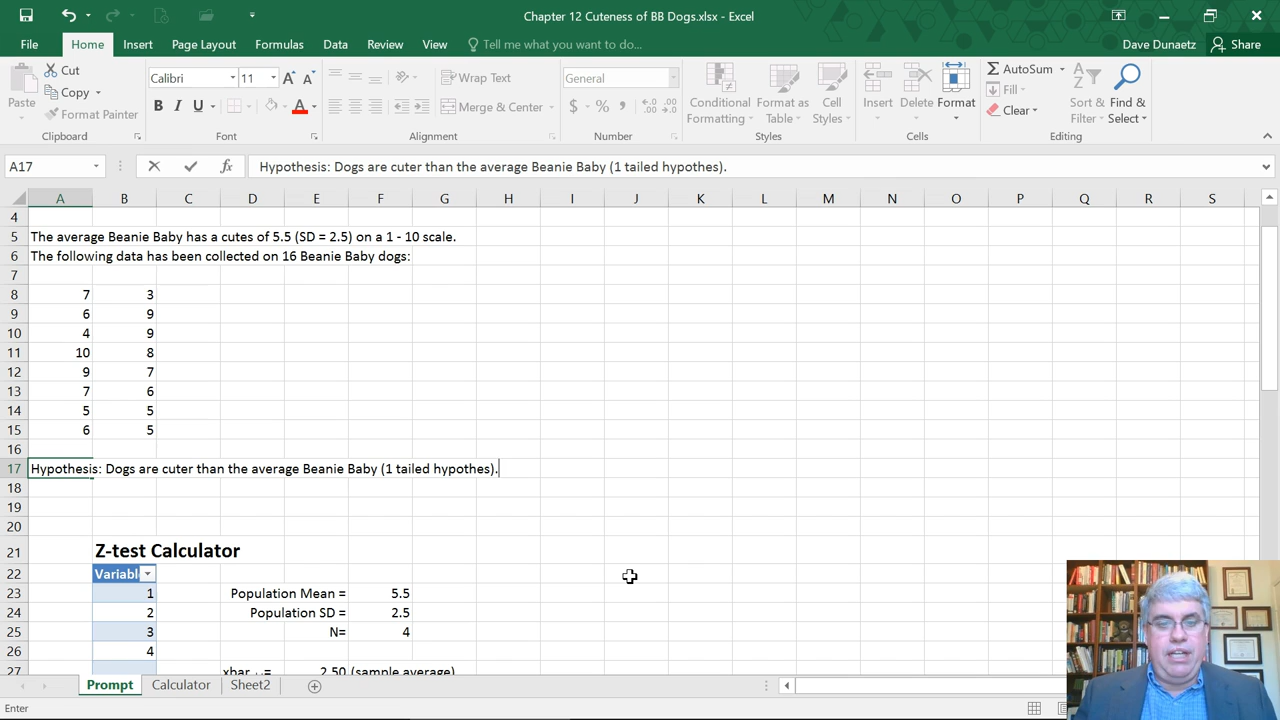 Chapter 12 Cuteness of BB Dogs.xlsx - Excel
File Home Insert Page Layout Formulas Data Review View Tell me what you want to do... Dave Dunaetz Share
Paste Cut Copy Format Painter
Calibri 11 B I U A
Wrap Text Merge & Center
General $ % , .00
Conditional Formatting Format as Table Cell Styles
Insert Delete Format
AutoSum Fill Clear Sort & Filter Find & Select
Clipboard Font Alignment Number Styles Cells Editing
A17 fx Hypothesis: Dogs are cuter than the average Beanie Baby (1 tailed hypothes).
A B C D E F G H I J K L M N O P Q R S
4
5 The average Beanie Baby has a cutes of 5.5 (SD = 2.5) on a 1 - 10 scale.
6 The following data has been collected on 16 Beanie Baby dogs:
7
8 7 3
9 6 9
10 4 9
11 10 8
12 9 7
13 7 6
14 5 5
15 6 5
16
17 Hypothesis: Dogs are cuter than the average Beanie Baby (1 tailed hypothes).
18
19
20
21 Z-test Calculator
22 Variabl
23 1 Population Mean = 5.5
24 2 Population SD = 2.5
25 3 N= 4
26 4
27 2.50 (sample average)
Prompt Calculator Sheet2
Enter